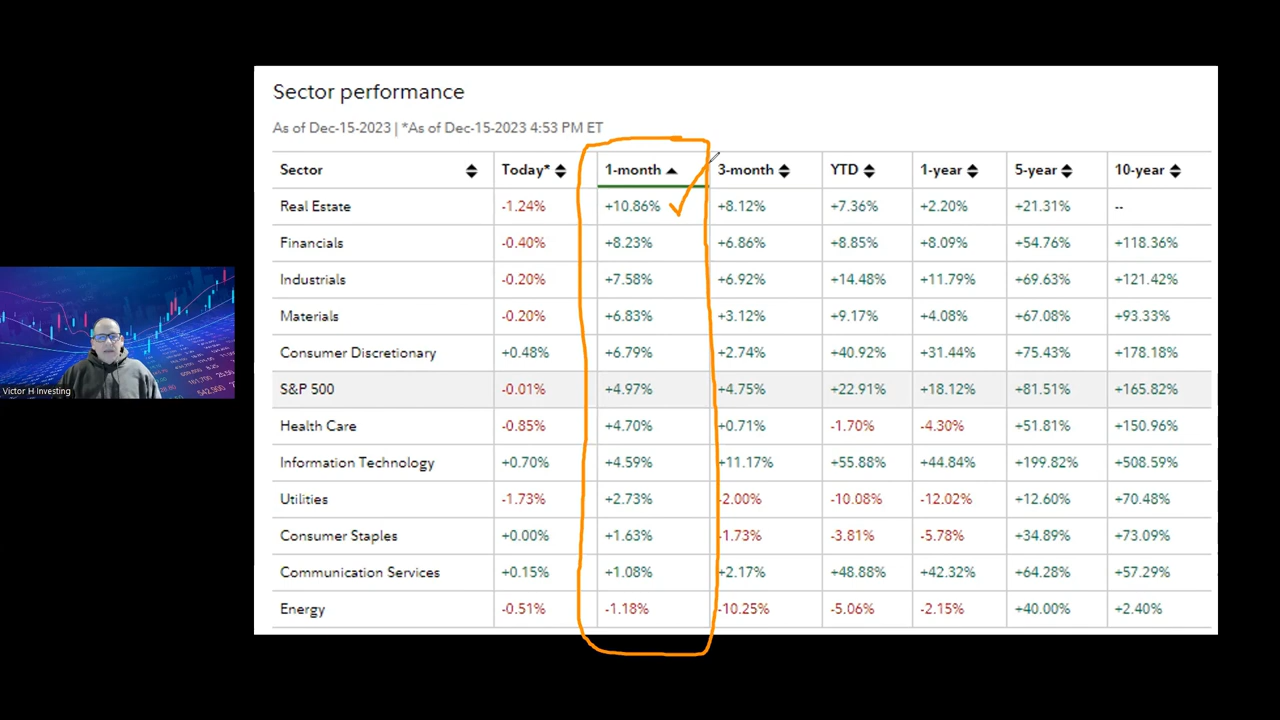 Sector performance
As of Dec-15-2023 | *As of Dec-15-2023 4:53 PM ET
Sector Today* 1-month 3-month YTD 1-year 5-year 10-year
Real Estate -1.24% +10.86% +8.12% +7.36% +2.20% +21.31% --
Financials -0.40% +8.23% +6.86% +8.85% +8.09% +54.76% +118.36%
Industrials -0.20% +7.58% +6.92% +14.48% +11.79% +69.63% +121.42%
Materials -0.20% +6.83% +3.12% +9.17% +4.08% +67.08% +93.33%
Consumer Discretionary +0.48% +6.79% +2.74% +40.92% +31.44% +75.43% +178.18%
S&P 500 -0.01% +4.97% +4.75% +22.91% +18.12% +81.51% +165.82%
Health Care -0.85% +4.70% +0.71% -1.70% -4.30% +51.81% +150.96%
Information Technology +0.70% +4.59% +11.17% +55.88% +44.84% +199.82% +508.59%
Utilities -1.73% +2.73% -2.00% -10.08% -12.02% +12.60% +70.48%
Consumer Staples +0.00% +1.63% -1.73% -3.81% -5.78% +34.89% +73.09%
Communication Services +0.15% +1.08% +2.17% +48.88% +42.32% +64.28% +57.29%
Energy -0.51% -1.18% -10.25% -5.06% -2.15% +40.00% +2.40%
Victor H Investing